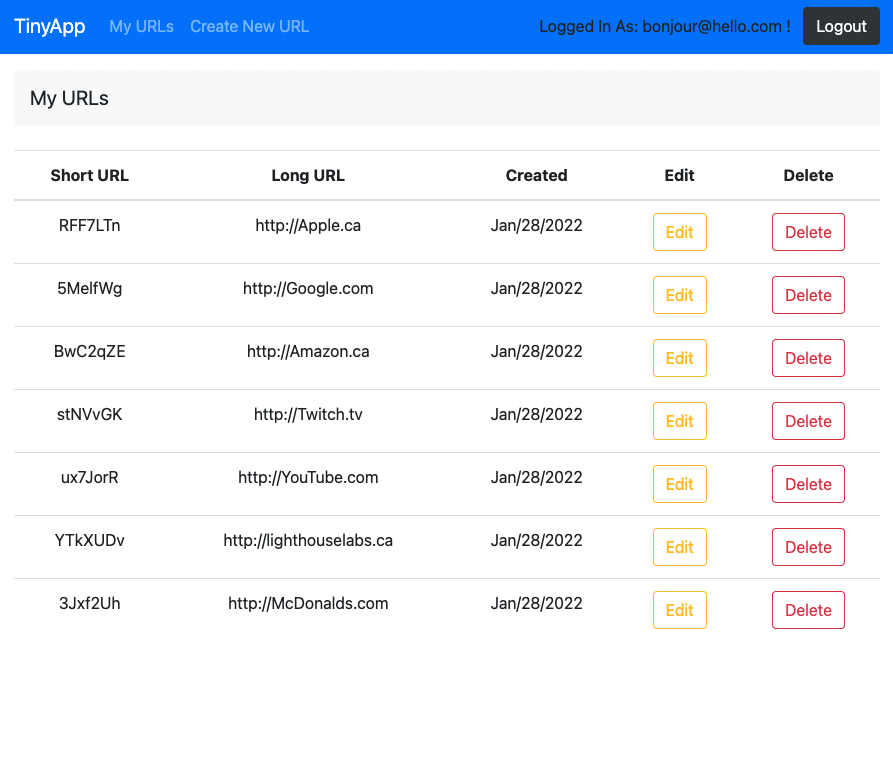 TinyApp My URLs Create New URL Logged In As: bonjour@hello.com ! Logout
My URLs
Short URL Long URL Created Edit Delete
RFF7LTn http://Apple.ca Jan/28/2022 Edit Delete
5MelfWg http://Google.com Jan/28/2022 Edit Delete
BwC2qZE http://Amazon.ca Jan/28/2022 Edit Delete
stNVvGK http://Twitch.tv Jan/28/2022 Edit Delete
ux7JorR http://YouTube.com Jan/28/2022 Edit Delete
YTkXUDv http://lighthouselabs.ca Jan/28/2022 Edit Delete
3Jxf2Uh http://McDonalds.com Jan/28/2022 Edit Delete